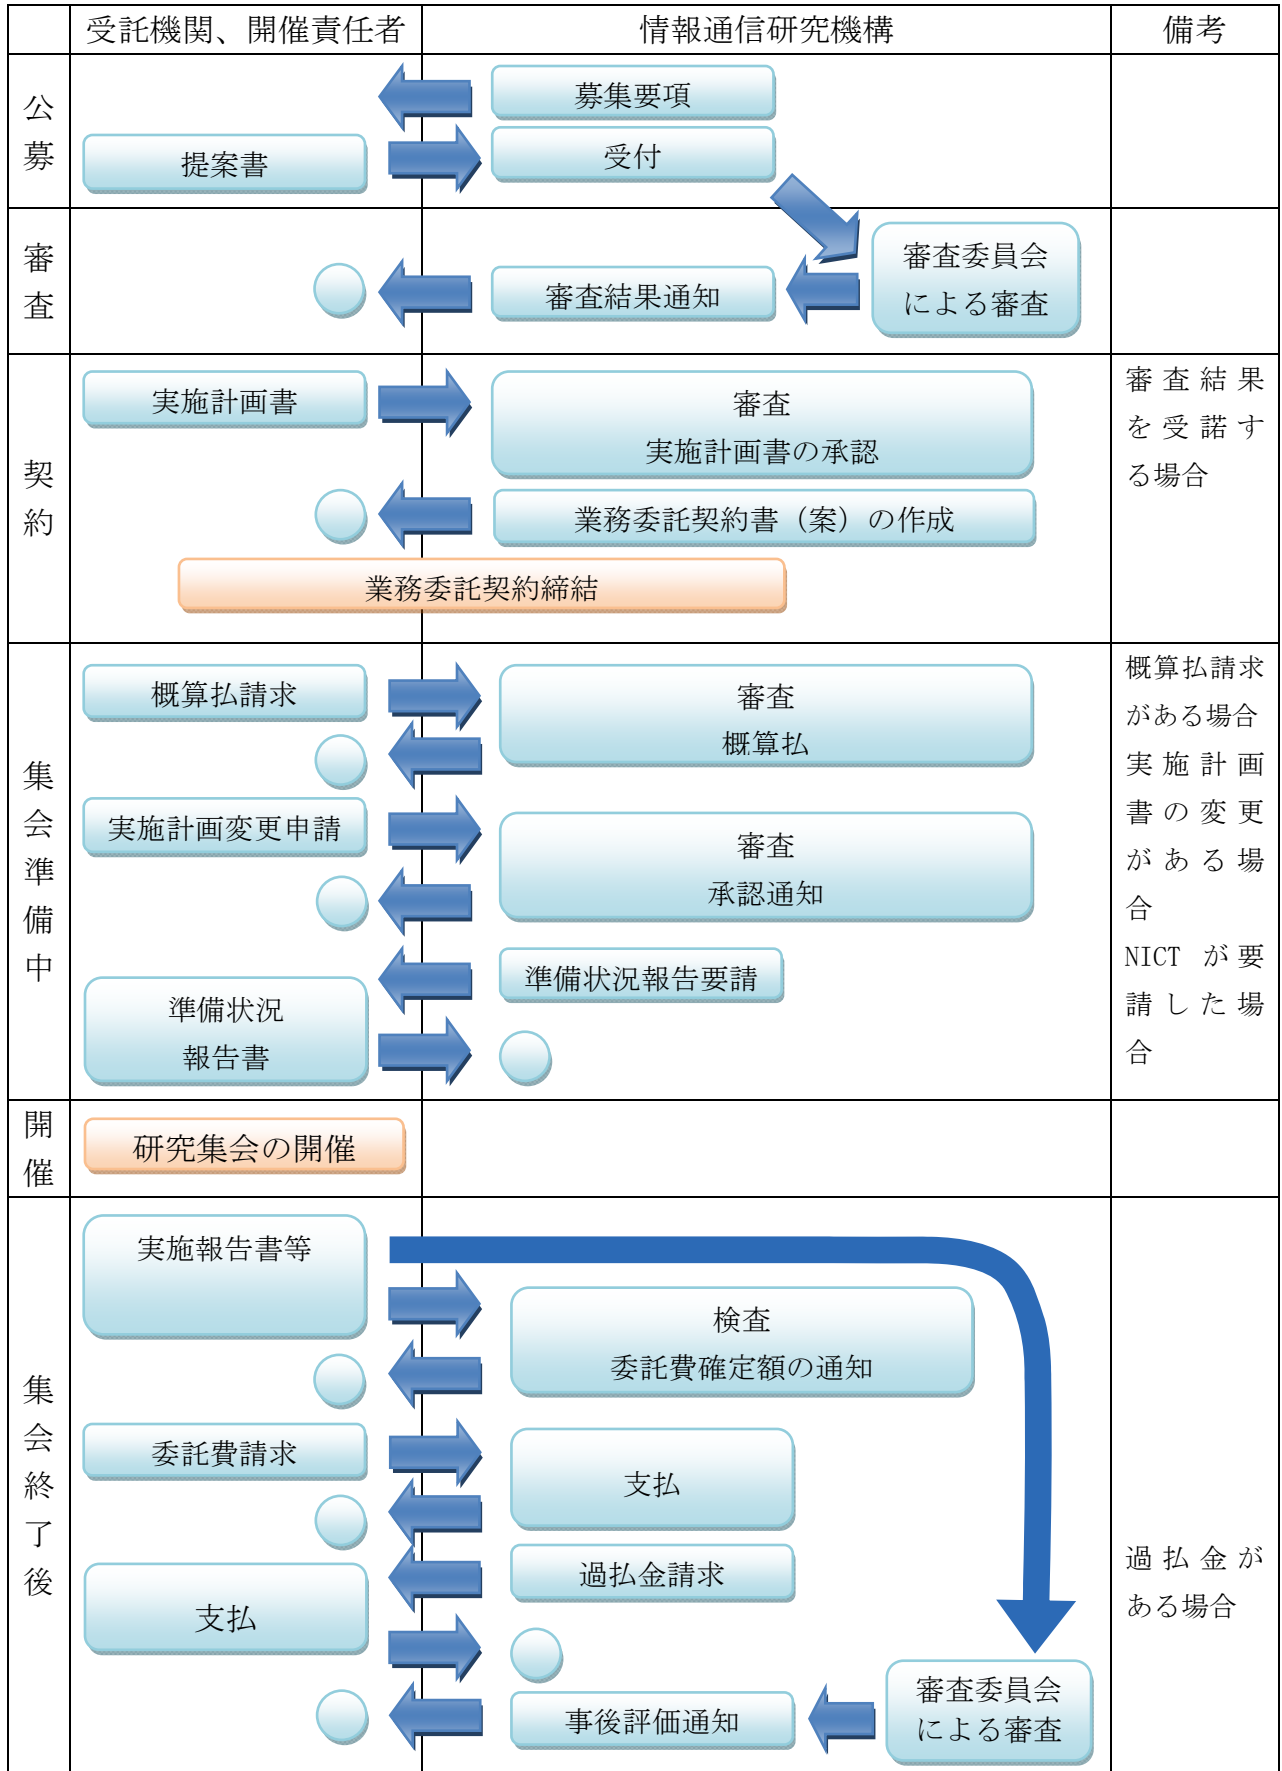 受託機関、開催責任者
情報通信研究機構
備考
公募
募集要項
提案書
受付
審査
審査委員会
による審査
審査結果通知
契約
実施計画書
審査
実施計画書の承認
業務委託契約書（案）の作成
業務委託契約締結
審査結果
を受諾す
る場合
集会準備中
概算払請求
審査
概算払
実施計画変更申請
審査
承認通知
準備状況報告要請
準備状況
報告書
概算払請求
がある場合
実施計画
書の変更
がある場
合
NICT が要
請した場
合
開催
研究集会の開催
集会終了後
実施報告書等
検査
委託費確定額の通知
委託費請求
支払
過払金請求
支払
審査委員会
による審査
事後評価通知
過払金が
ある場合